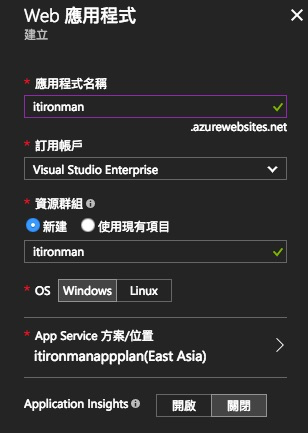 Web 應用程式
建立
* 應用程式名稱
itironman
.azurewebsites.net
* 訂用帳戶
Visual Studio Enterprise
* 資源群組
新建 使用現有項目
itironman
* OS Windows Linux
* App Service 方案/位置
itironmanappplan(East Asia)
Application Insights 開啟 關閉